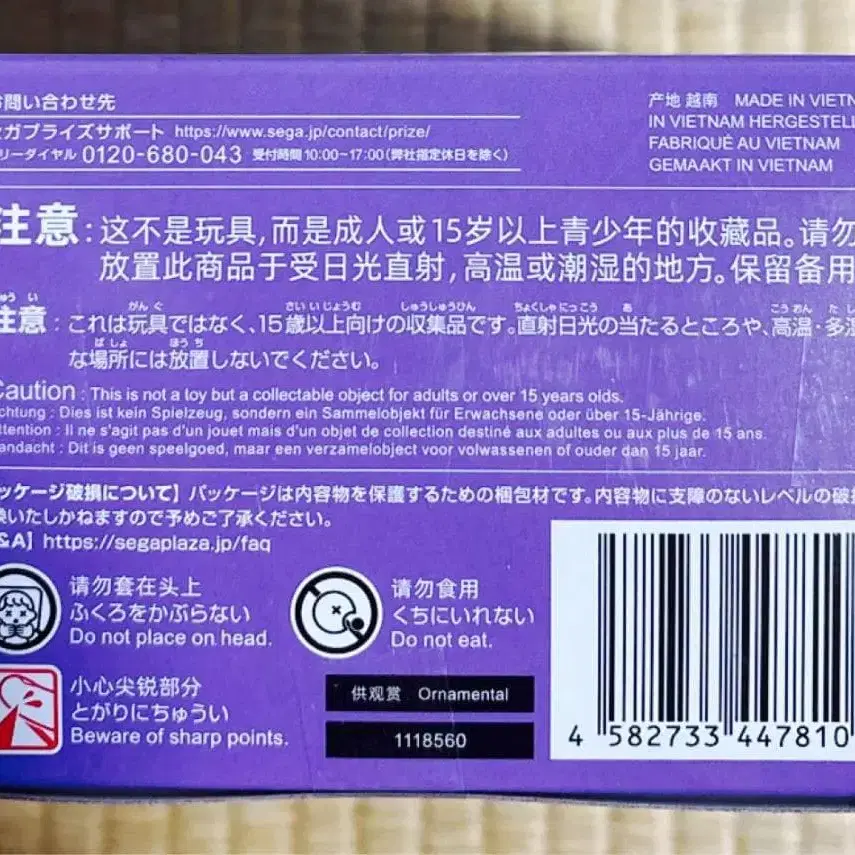 お問い合わせ先
セガプライズサポート https://www.sega.jp/contact/prize/
フリーダイヤル 0120-680-043 受付時間10:00~17:00(弊社指定休日を除く)
产地 越南 MADE IN VIETN
IN VIETNAM HERGESTELL
FABRIQUÉ AU VIETNAM
GEMAAKT IN VIETNAM
注意:这不是玩具,而是成人或15岁以上青少年的收藏品。请勿
放置此商品于受日光直射,高温或潮湿的地方。保留备用
注意:これは玩具ではなく、15歳以上向けの収集品です。直射日光の当たるところや、高温・多湿
な場所には放置しないでください。
Caution : This is not a toy but a collectable object for adults or over 15 years olds.
Achtung : Dies ist kein Spielzeug, sondern ein Sammelobjekt für Erwachsene oder über 15-Jährige.
Attention : Il ne s'agit pas d'un jouet mais d'un objet de collection destiné aux adultes ou aux plus de 15 ans.
Aandacht : Dit is geen speelgoed, maar een verzamelobject voor volwassenen of ouder dan 15 jaar.
パッケージ破損について】パッケージは内容物を保護するための梱包材です。内容物に支障のないレベルの破損
換いたしかねますので予めご了承ください。
&A】https://segaplaza.jp/faq
请勿套在头上
ふくろをかぶらない
Do not place on head.
请勿食用
くちにいれない
Do not eat.
小心尖锐部分
とがりにちゅうい
Beware of sharp points.
供观赏 Ornamental
1118560
4 582733 447810